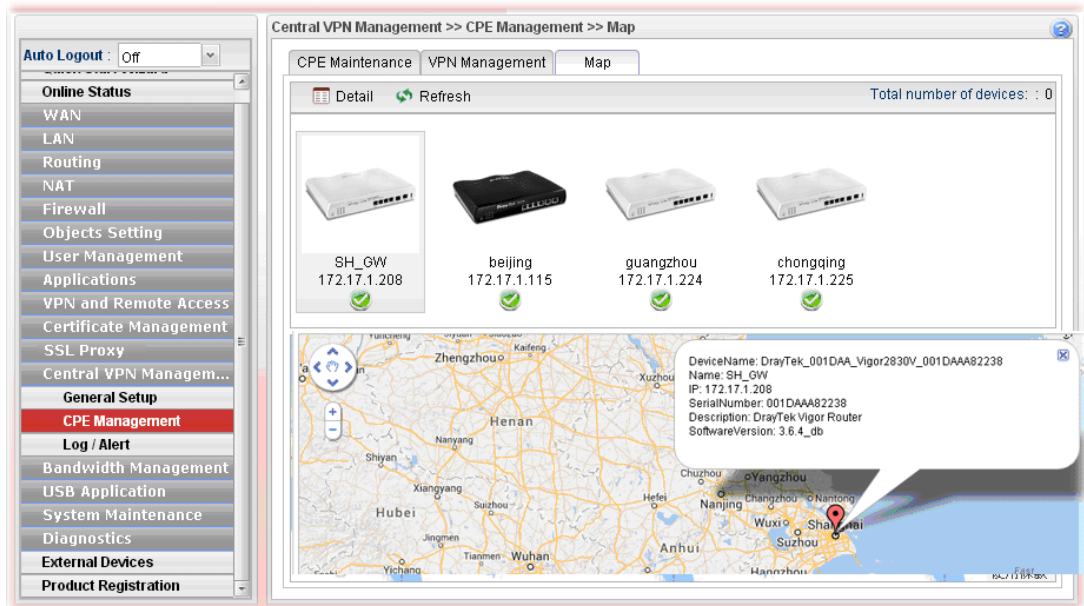 Central VPN Management >> CPE Management >> Map
Auto Logout : Off
Online Status
WAN
LAN
Routing
NAT
Firewall
Objects Setting
User Management
Applications
VPN and Remote Access
Certificate Management
SSL Proxy
Central VPN Managem...
General Setup
CPE Management
Log / Alert
Bandwidth Management
USB Application
System Maintenance
Diagnostics
External Devices
Product Registration
CPE Maintenance
VPN Management
Map
Detail
Refresh
Total number of devices: : 0
SH_GW
172.17.1.208
beijing
172.17.1.115
guangzhou
172.17.1.224
chongqing
172.17.1.225
DeviceName: DrayTek_001DAA_Vigor2830V_001DAAA82238
Name: SH_GW
IP: 172.17.1.208
SerialNumber: 001DAAA82238
Description: DrayTek Vigor Router
SoftwareVersion: 3.6.4_db
Kaifeng
Zhengzhou
Xuzhou
Henan
Nanyang
Shiyan
Xiangyang
Suizhou
Hubei
Jingmen
Tianmen
Wuhan
Yichang
Chuzhou
Yangzhou
Hefei
Nanjing
Changzhou
Nantong
Wuxi
Shanghai
Suzhou
Anhui
Hangzhou
East